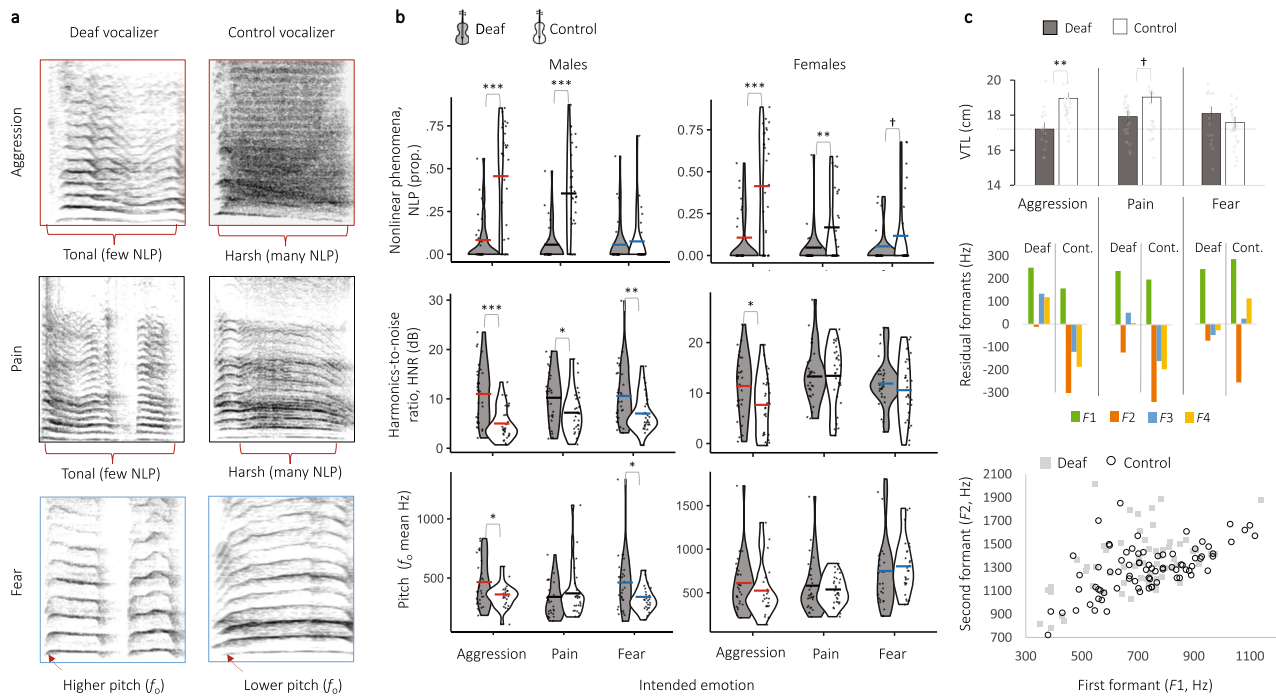 a
Deaf vocalizer
Control vocalizer
Aggression
Tonal (few NLP)
Harsh (many NLP)
Pain
Tonal (few NLP)
Harsh (many NLP)
Fear
Higher pitch (fo)
Lower pitch (fo)
b
Deaf
Control
Males
Females
Nonlinear phenomena,
NLP (prop.)
.75
.50
.25
.00
***
***
0.75
0.50
0.25
0.00
***
**
†
Harmonics-to-noise
ratio, HNR (dB)
30
20
10
0
***
*
**
20
10
0
*
Pitch (fo mean Hz)
1000
500
*
*
1500
1000
500
Aggression
Pain
Fear
Aggression
Pain
Fear
Intended emotion
c
Deaf
Control
VTL (cm)
20
18
16
14
**
†
Aggression
Pain
Fear
Residual formants (Hz)
Deaf
Cont.
Deaf
Cont.
Deaf
Cont.
300
200
100
0
-100
-200
-300
F1
F2
F3
F4
Deaf
Control
Second formant (F2, Hz)
2100
1900
1700
1500
1300
1100
900
700
300
500
700
900
1100
First formant (F1, Hz)